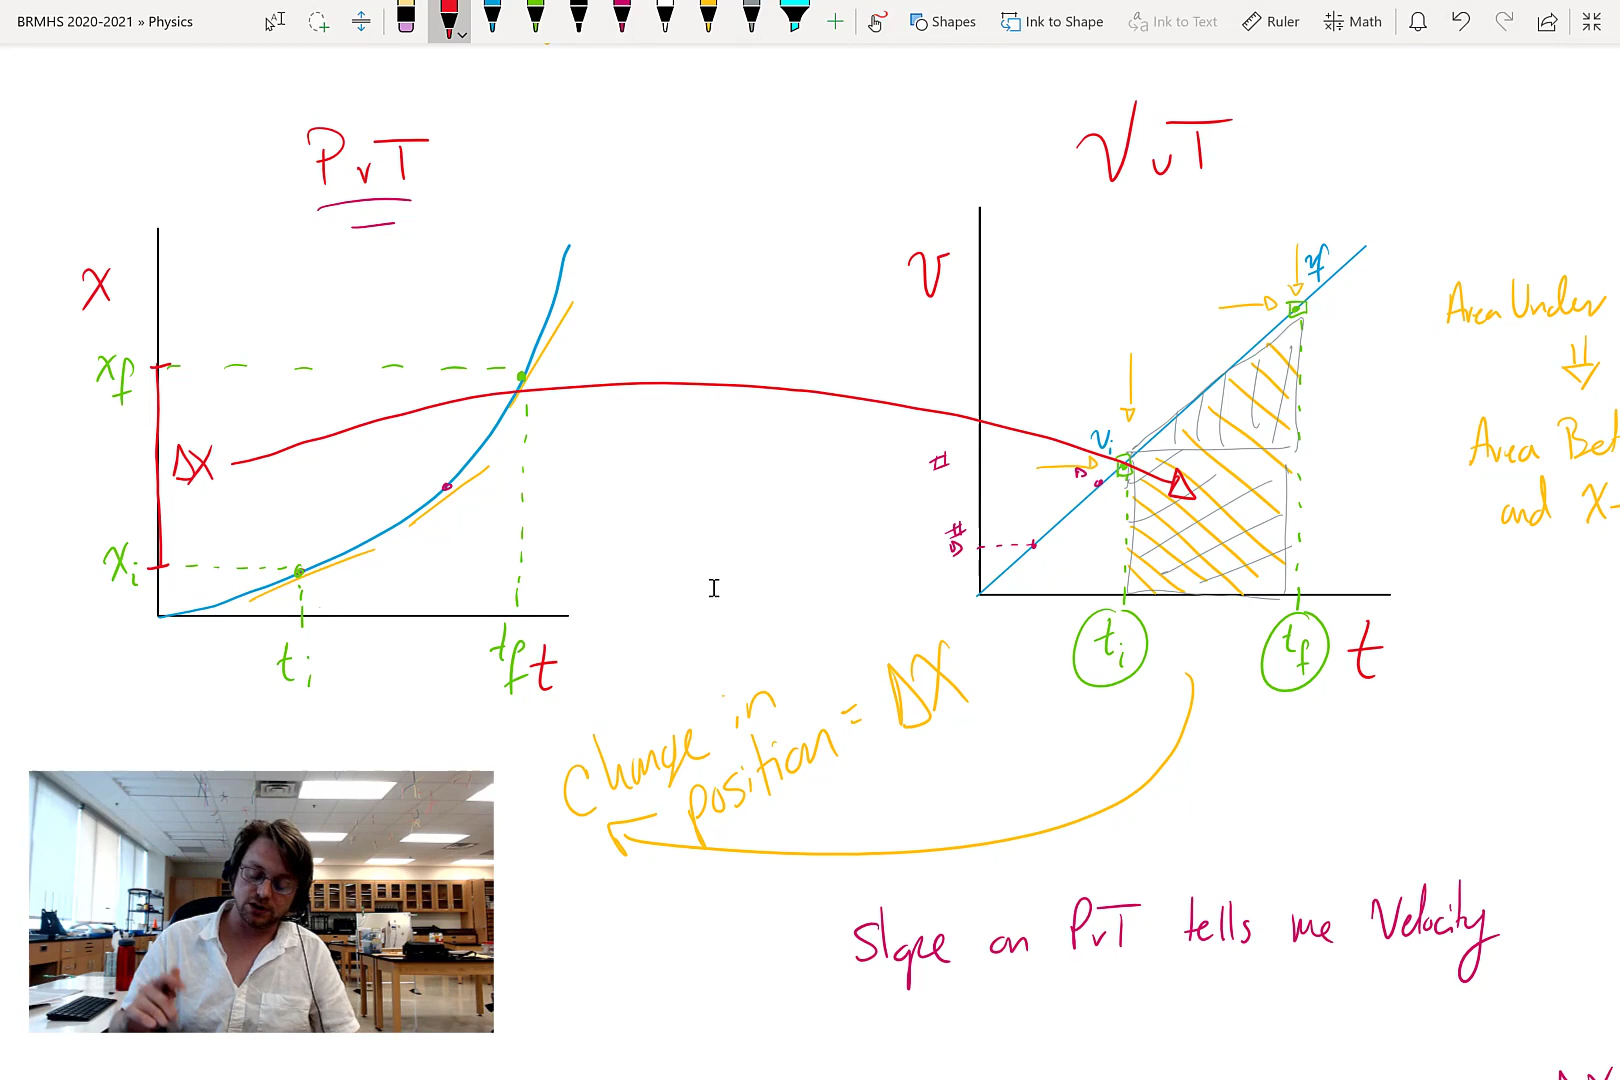 BRMHS 2020-2021 » Physics
Shapes
Ink to Shape
Ink to Text
Ruler
Math
PvT
VvT
x
v
xf
vf
Area Under
Δx
vi
#
Area Bet
and X-
#
xi
ti
tf
t
ti
tf
t
Change in
position = ΔX
Slope on PvT tells me Velocity